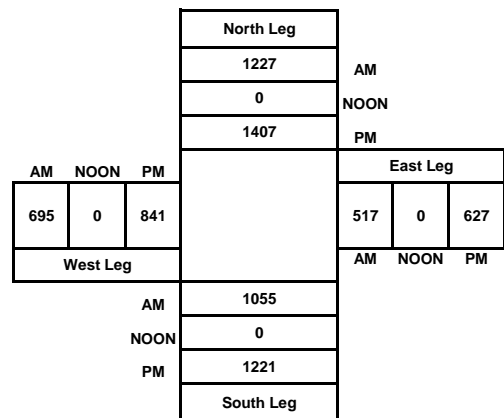 North Leg
1227 AM
0 NOON
1407 PM
AM NOON PM
East Leg
695 0 841
517 0 627
West Leg
AM NOON PM
AM 1055
NOON 0
PM 1221
South Leg